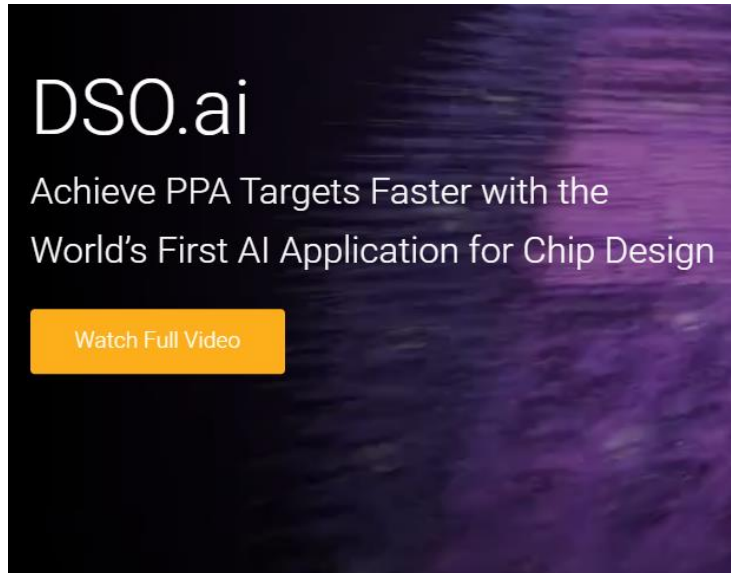 DSO.ai
Achieve PPA Targets Faster with the
World’s First AI Application for Chip Design
Watch Full Video